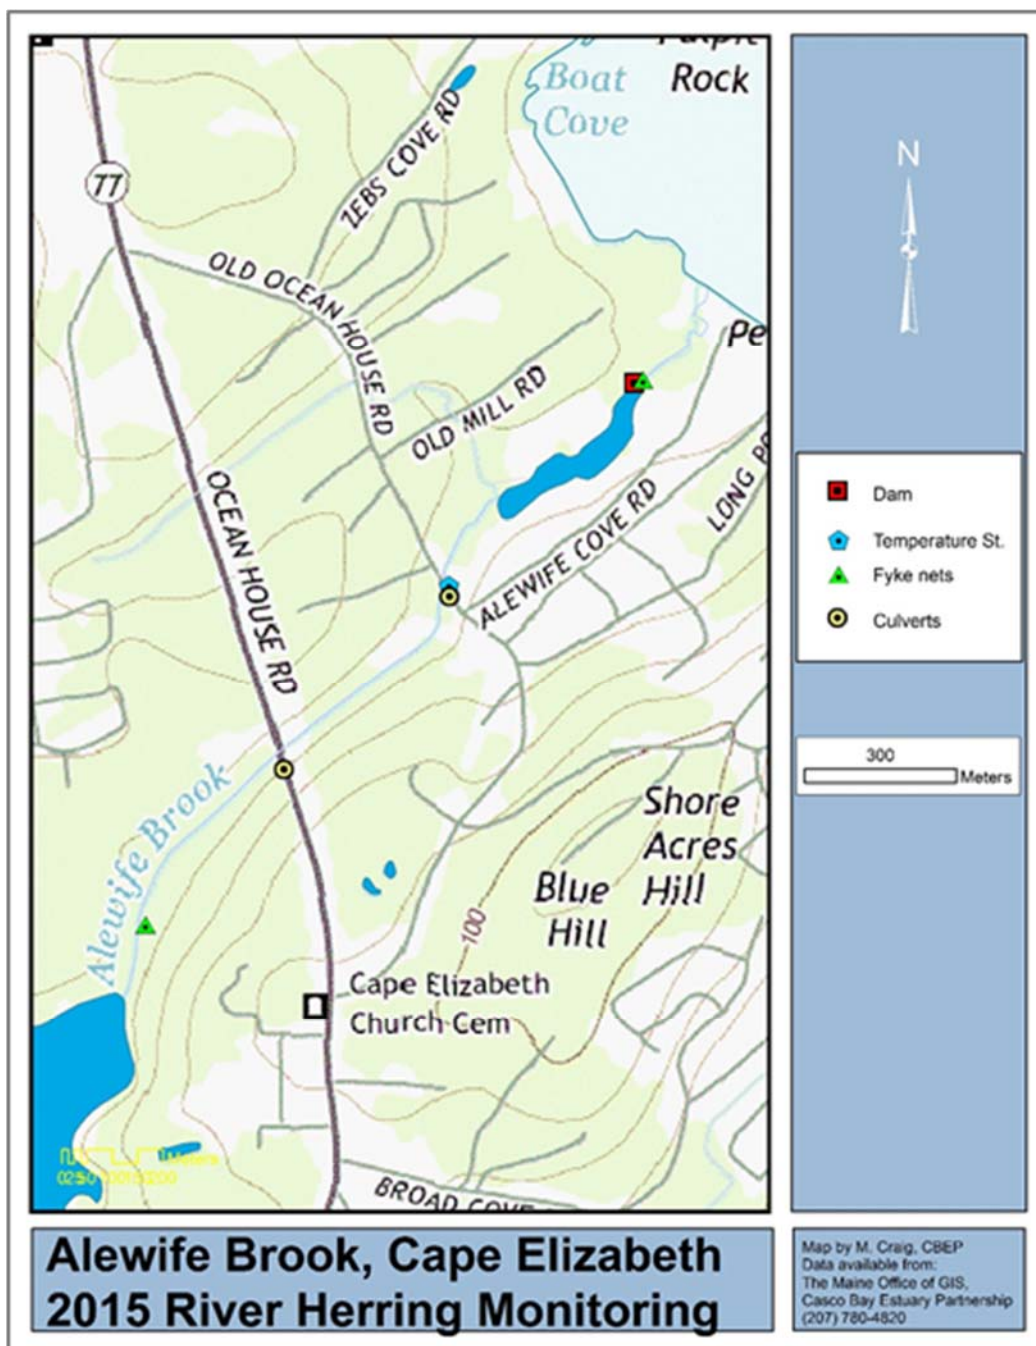 Rock
Boat
Cove
77
ZEBS COVE RD
OLD OCEAN HOUSE RD
Pe
OLD MILL RD
OCEAN HOUSE RD
ALEWIFE COVE RD
LONG
Alewife Brook
Shore
Acres
Hill
Blue
Hill
100
Cape Elizabeth
Church Cem
Meters
BROAD COVE
N
Dam
Temperature St.
Fyke nets
Culverts
300
Meters
Alewife Brook, Cape Elizabeth
2015 River Herring Monitoring
Map by M. Craig, CBEP
Data available from:
The Maine Office of GIS,
Casco Bay Estuary Partnership
(207) 780-4820